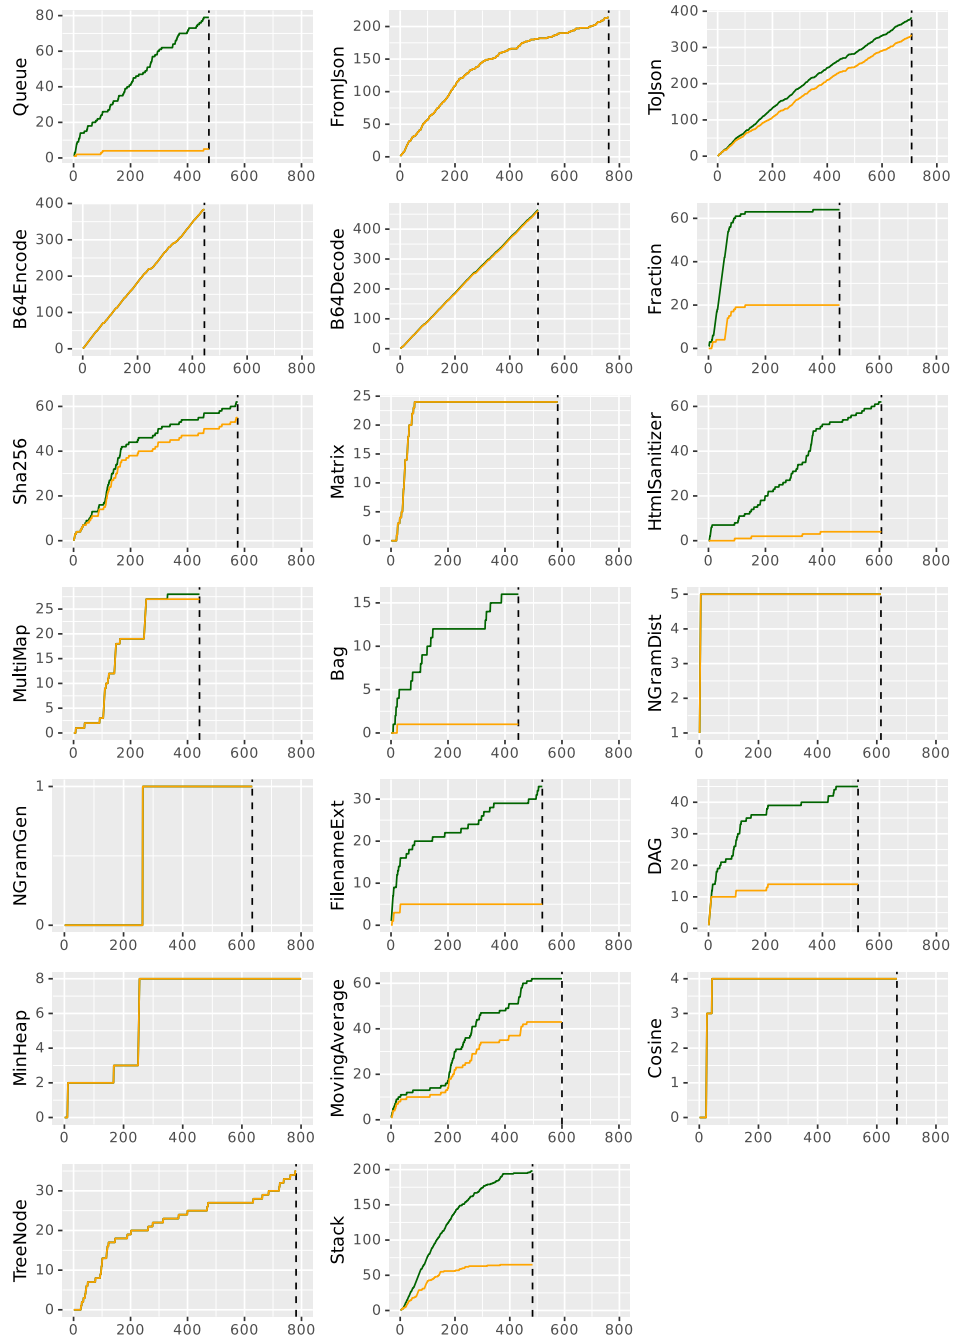 Queue
80
60
40
20
0
0 200 400 600 800
FromJson
200
150
100
50
0
0 200 400 600 800
ToJson
400
300
200
100
0
0 200 400 600 800
B64Encode
400
300
200
100
0
0 200 400 600 800
B64Decode
400
300
200
100
0
0 200 400 600 800
Fraction
60
40
20
0
0 200 400 600 800
Sha256
60
40
20
0
0 200 400 600 800
Matrix
25
20
15
10
5
0
0 200 400 600 800
HtmlSanitizer
60
40
20
0
0 200 400 600 800
MultiMap
25
20
15
10
5
0
0 200 400 600 800
Bag
15
10
5
0
0 200 400 600 800
NGramDist
5
4
3
2
1
0 200 400 600 800
NGramGen
1
0
0 200 400 600 800
FilenameExt
30
20
10
0
0 200 400 600 800
DAG
40
30
20
10
0
0 200 400 600 800
MinHeap
8
6
4
2
0
0 200 400 600 800
MovingAverage
60
40
20
0
0 200 400 600 800
Cosine
4
3
2
1
0
0 200 400 600 800
TreeNode
30
20
10
0
0 200 400 600 800
Stack
200
150
100
50
0
0 200 400 600 800